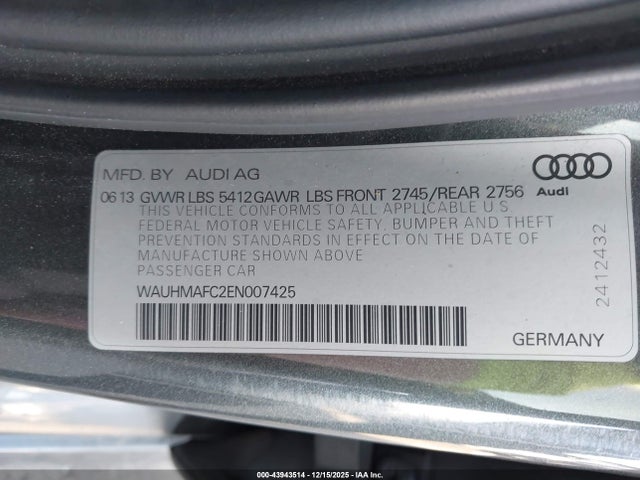 MFD. BY AUDI AG
06 13 GVWR LBS 5412 GAWR LBS FRONT 2745/REAR 2756
Audi
THIS VEHICLE CONFORMS TO ALL APPLICABLE U.S
FEDERAL MOTOR VEHICLE SAFETY, BUMPER AND THEFT
PREVENTION STANDARDS IN EFFECT ON THE DATE OF
MANUFACTURE SHOWN ABOVE
PASSENGER CAR
WAUHMAFC2EN007425
2412432
GERMANY
000-43943514 | 12/15/2025 - IAA Inc.